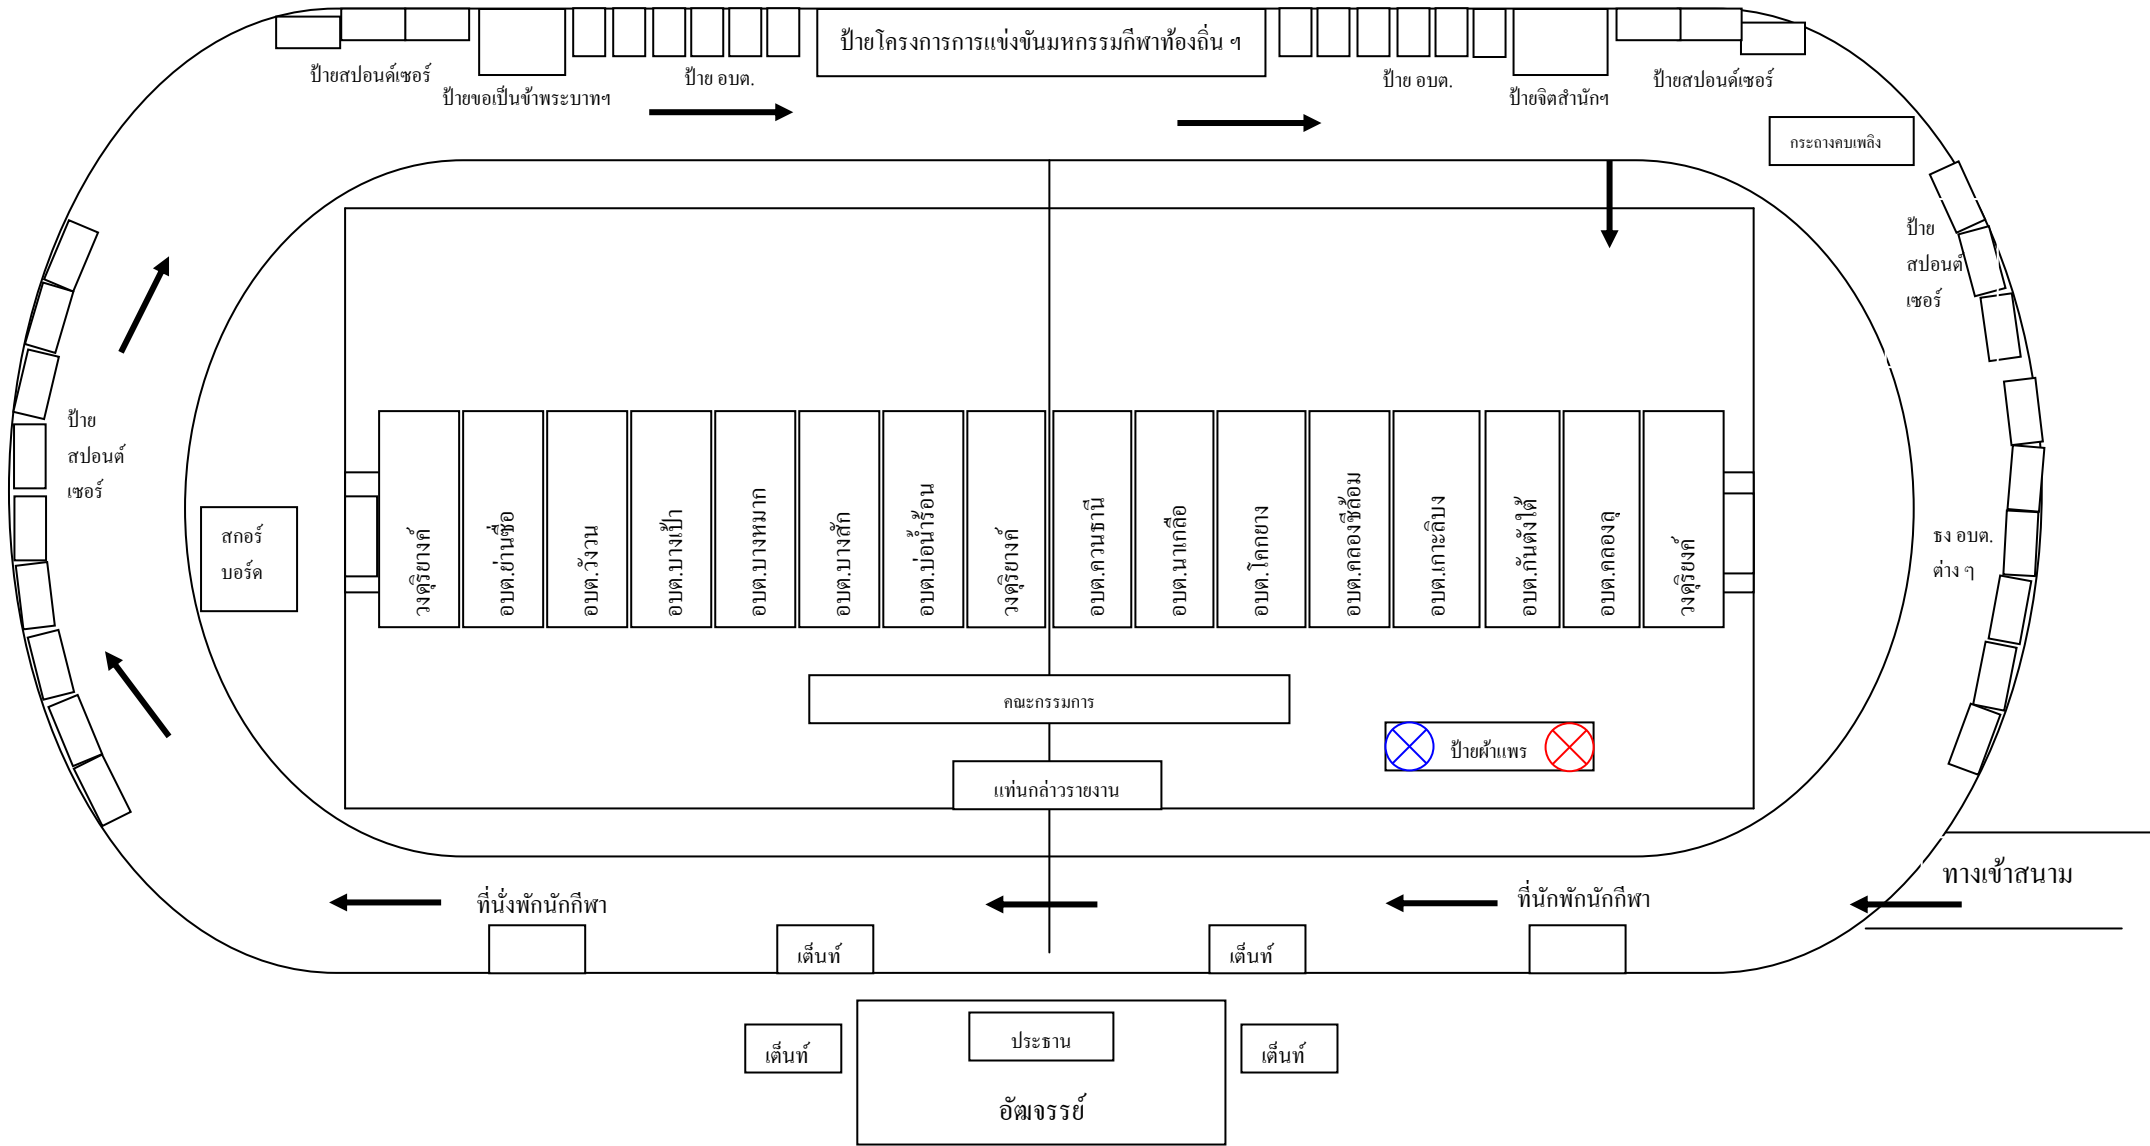 ป้ายโครงการการแข่งขันมหกรรมกีฬาท้องถิ่น ฯ
ป้ายสปอนด์เซอร์
ป้ายขอเป็นข้าพระบาทฯ
ป้าย อบต.
ป้าย อบต.
ป้ายจิตสำนักฯ
ป้ายสปอนด์เซอร์
กระถางคบเพลิง
ป้าย
สปอนต์
เซอร์
ป้าย
สปอนต์
เซอร์
สกอร์
บอร์ด
วงดุริยางค์
อบต.ย่านซื่อ
อบต.วังวน
อบต.บางเป้า
อบต.บางหมาก
อบต.บางสัก
อบต.บ่อน้ำร้อน
วงดุริยางค์
อบต.ควนธานี
อบต.นาเกลือ
อบต.โคกยาง
อบต.คลองชีล้อม
อบต.เกาะลิบง
อบต.กันตังใต้
อบต.คลองลุ
วงดุริยงค์
ธง อบต.
ต่าง ๆ
คณะกรรมการ
ป้ายผ้าแพร
แท่นกล่าวรายงาน
ทางเข้าสนาม
ที่นั่งพักนักกีฬา
ที่นักพักนักกีฬา
เต็นท์
เต็นท์
เต็นท์
ประธาน
เต็นท์
อัฒจรรย์